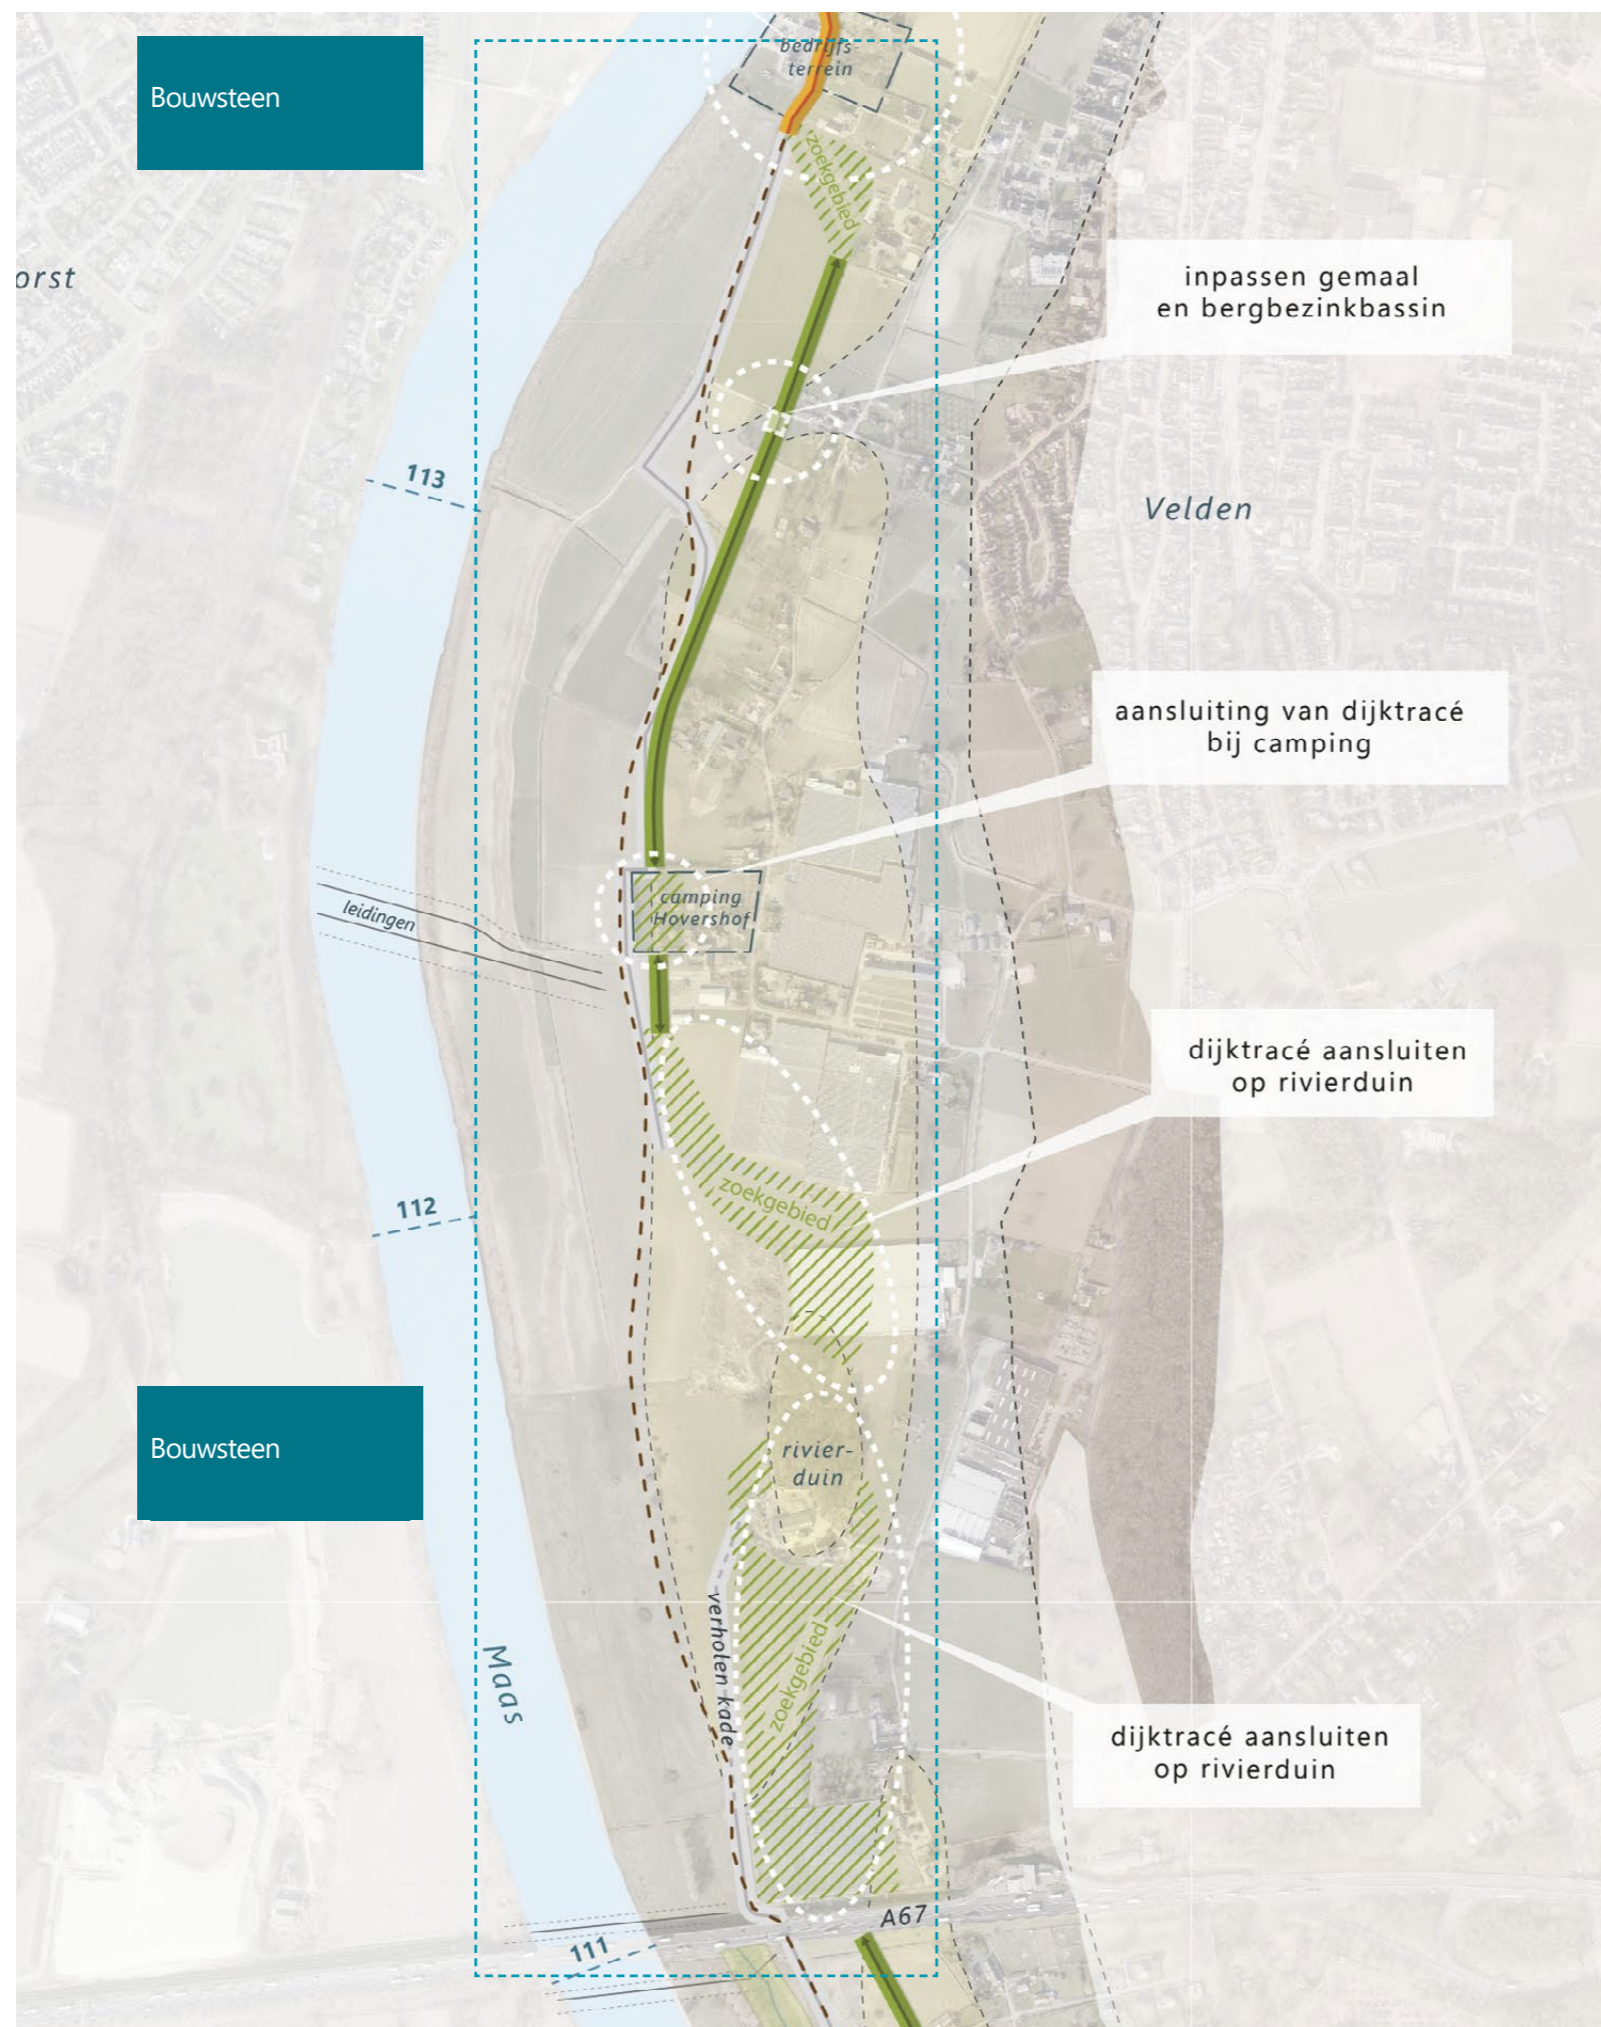 bedrijfs-
terrein
Bouwsteen
zoekgebied
orst
inpassen gemaal
en bergbezinkbassin
113
Velden
aansluiting van dijktracé
bij camping
camping
Hovershof
leidingen
dijktracé aansluiten
op rivierduin
zoekgebied
112
Bouwsteen
rivier-
duin
verholen kade
zoekgebied
Maas
dijktracé aansluiten
op rivierduin
A67
111